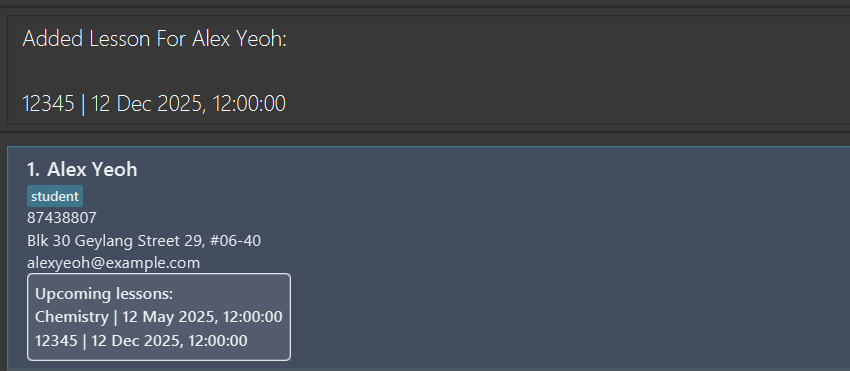 Added Lesson For Alex Yeoh:
12345 | 12 Dec 2025, 12:00:00
1. Alex Yeoh
student
87438807
Blk 30 Geylang Street 29, #06-40
alexyeoh@example.com
Upcoming lessons:
Chemistry | 12 May 2025, 12:00:00
12345 | 12 Dec 2025, 12:00:00